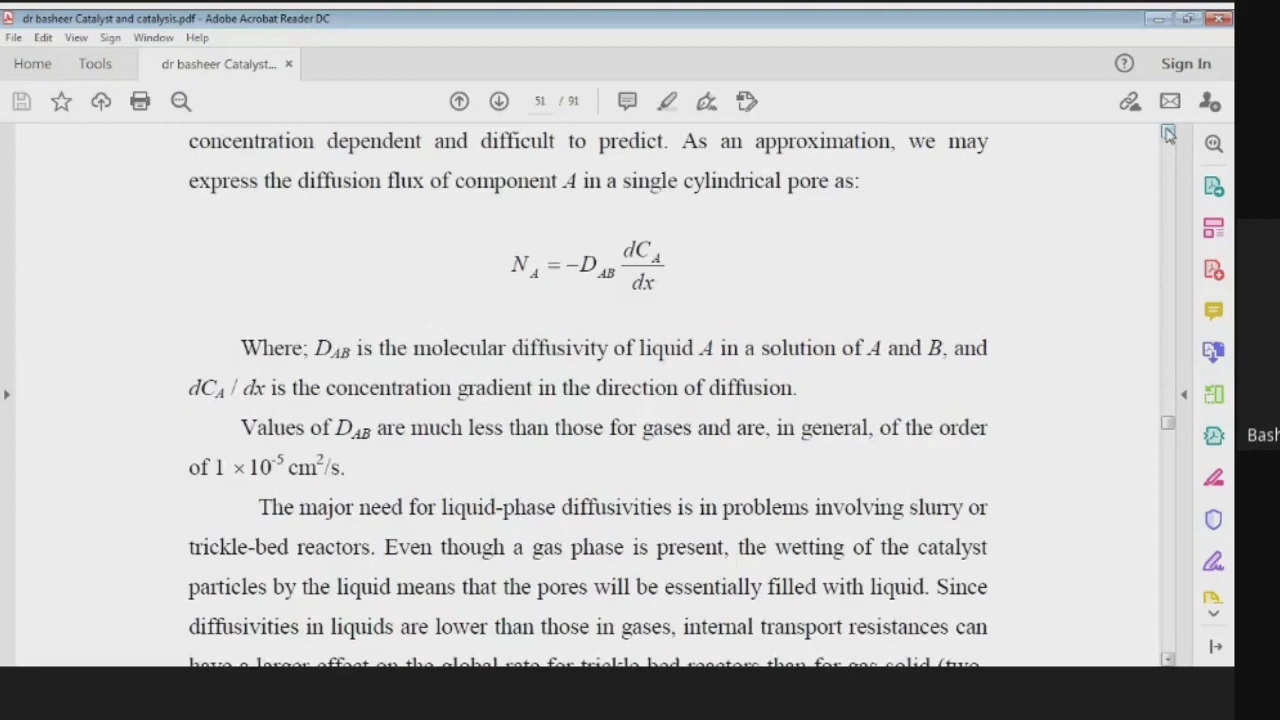 dr basheer Catalyst and catalysis.pdf - Adobe Acrobat Reader DC
File Edit View Sign Window Help
Home Tools dr basheer Catalyst... × Sign In
51 / 91
concentration dependent and difficult to predict. As an approximation, we may
express the diffusion flux of component A in a single cylindrical pore as:
N_A = -D_AB dC_A/dx
Where; D_AB is the molecular diffusivity of liquid A in a solution of A and B, and
dC_A / dx is the concentration gradient in the direction of diffusion.
Values of D_AB are much less than those for gases and are, in general, of the order
of 1 × 10^-5 cm^2/s.
The major need for liquid-phase diffusivities is in problems involving slurry or
trickle-bed reactors. Even though a gas phase is present, the wetting of the catalyst
particles by the liquid means that the pores will be essentially filled with liquid. Since
diffusivities in liquids are lower than those in gases, internal transport resistances can
have a larger effect on the global rate for trickle-bed reactors than for gas-solid (two-
Bash